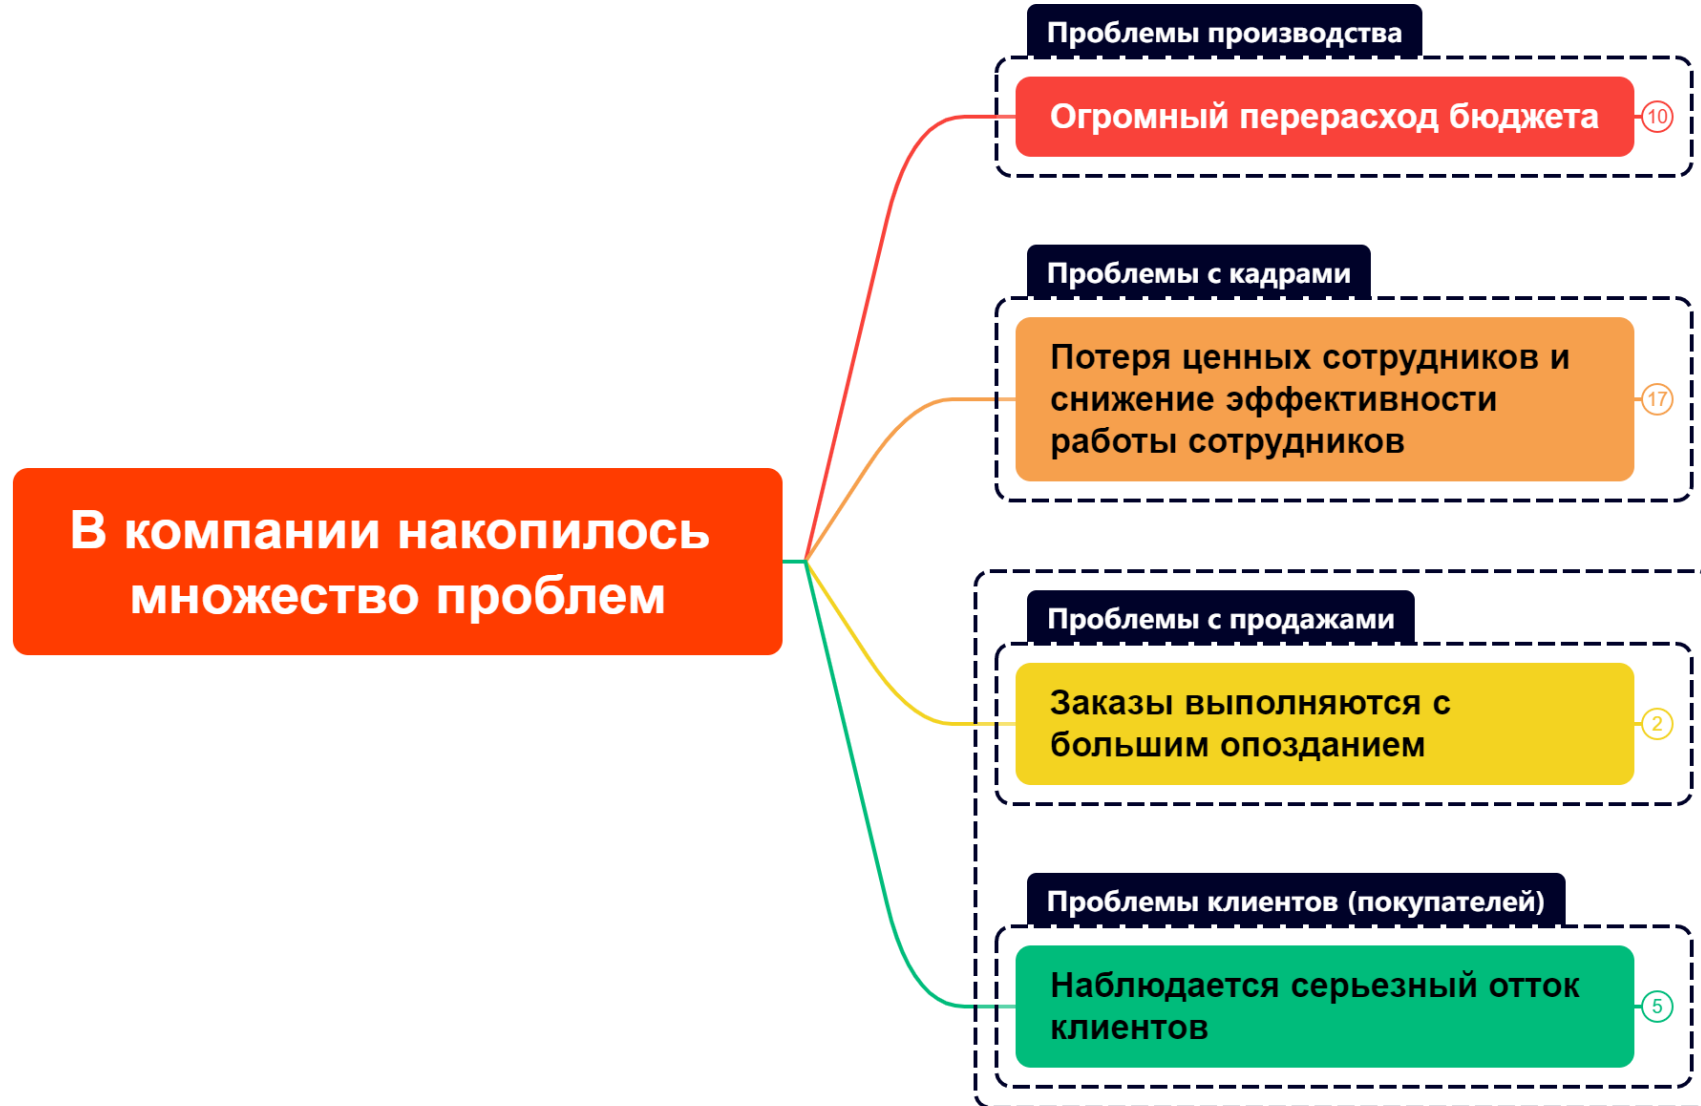 В компании накопилось
множество проблем
Проблемы производства
Огромный перерасход бюджета
10
Проблемы с кадрами
Потеря ценных сотрудников и
снижение эффективности
работы сотрудников
17
Проблемы с продажами
Заказы выполняются с
большим опозданием
2
Проблемы клиентов (покупателей)
Наблюдается серьезный отток
клиентов
5